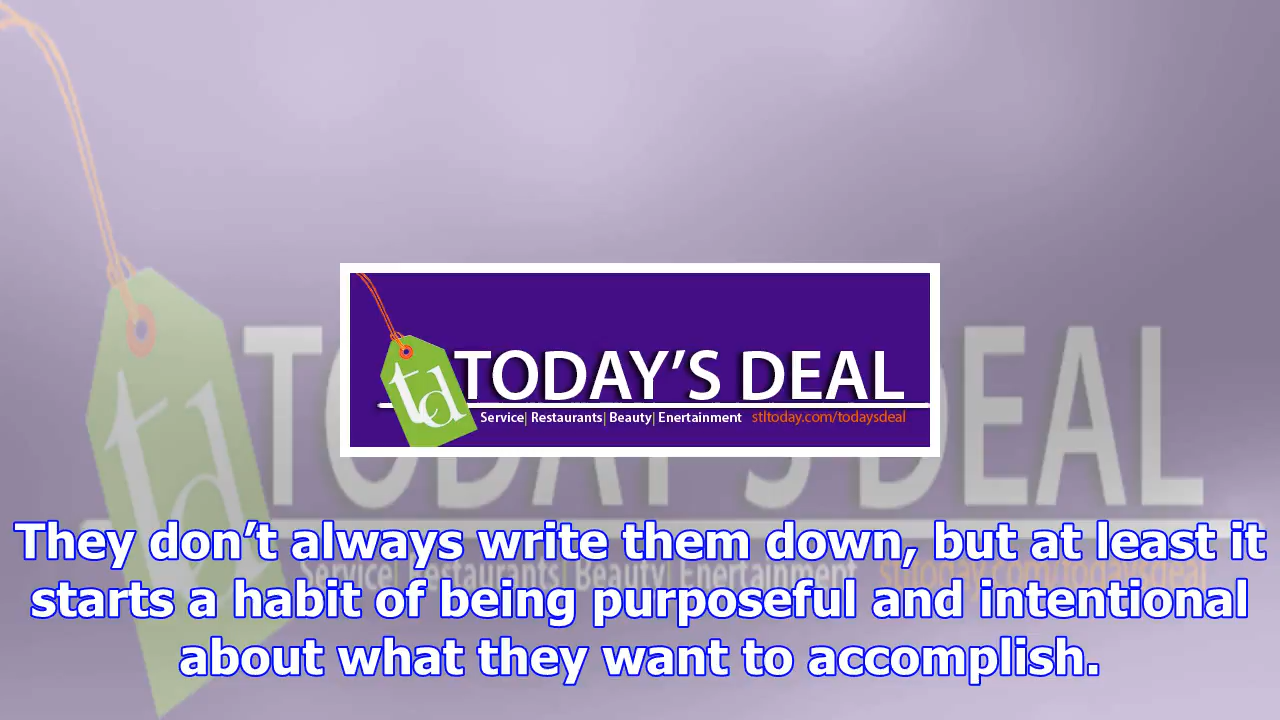 td TODAY'S DEAL
Service| Restaurants| Beauty| Enertainment stltoday.com/todaysdeal
They don’t always write them down, but at least it
starts a habit of being purposeful and intentional
about what they want to accomplish.